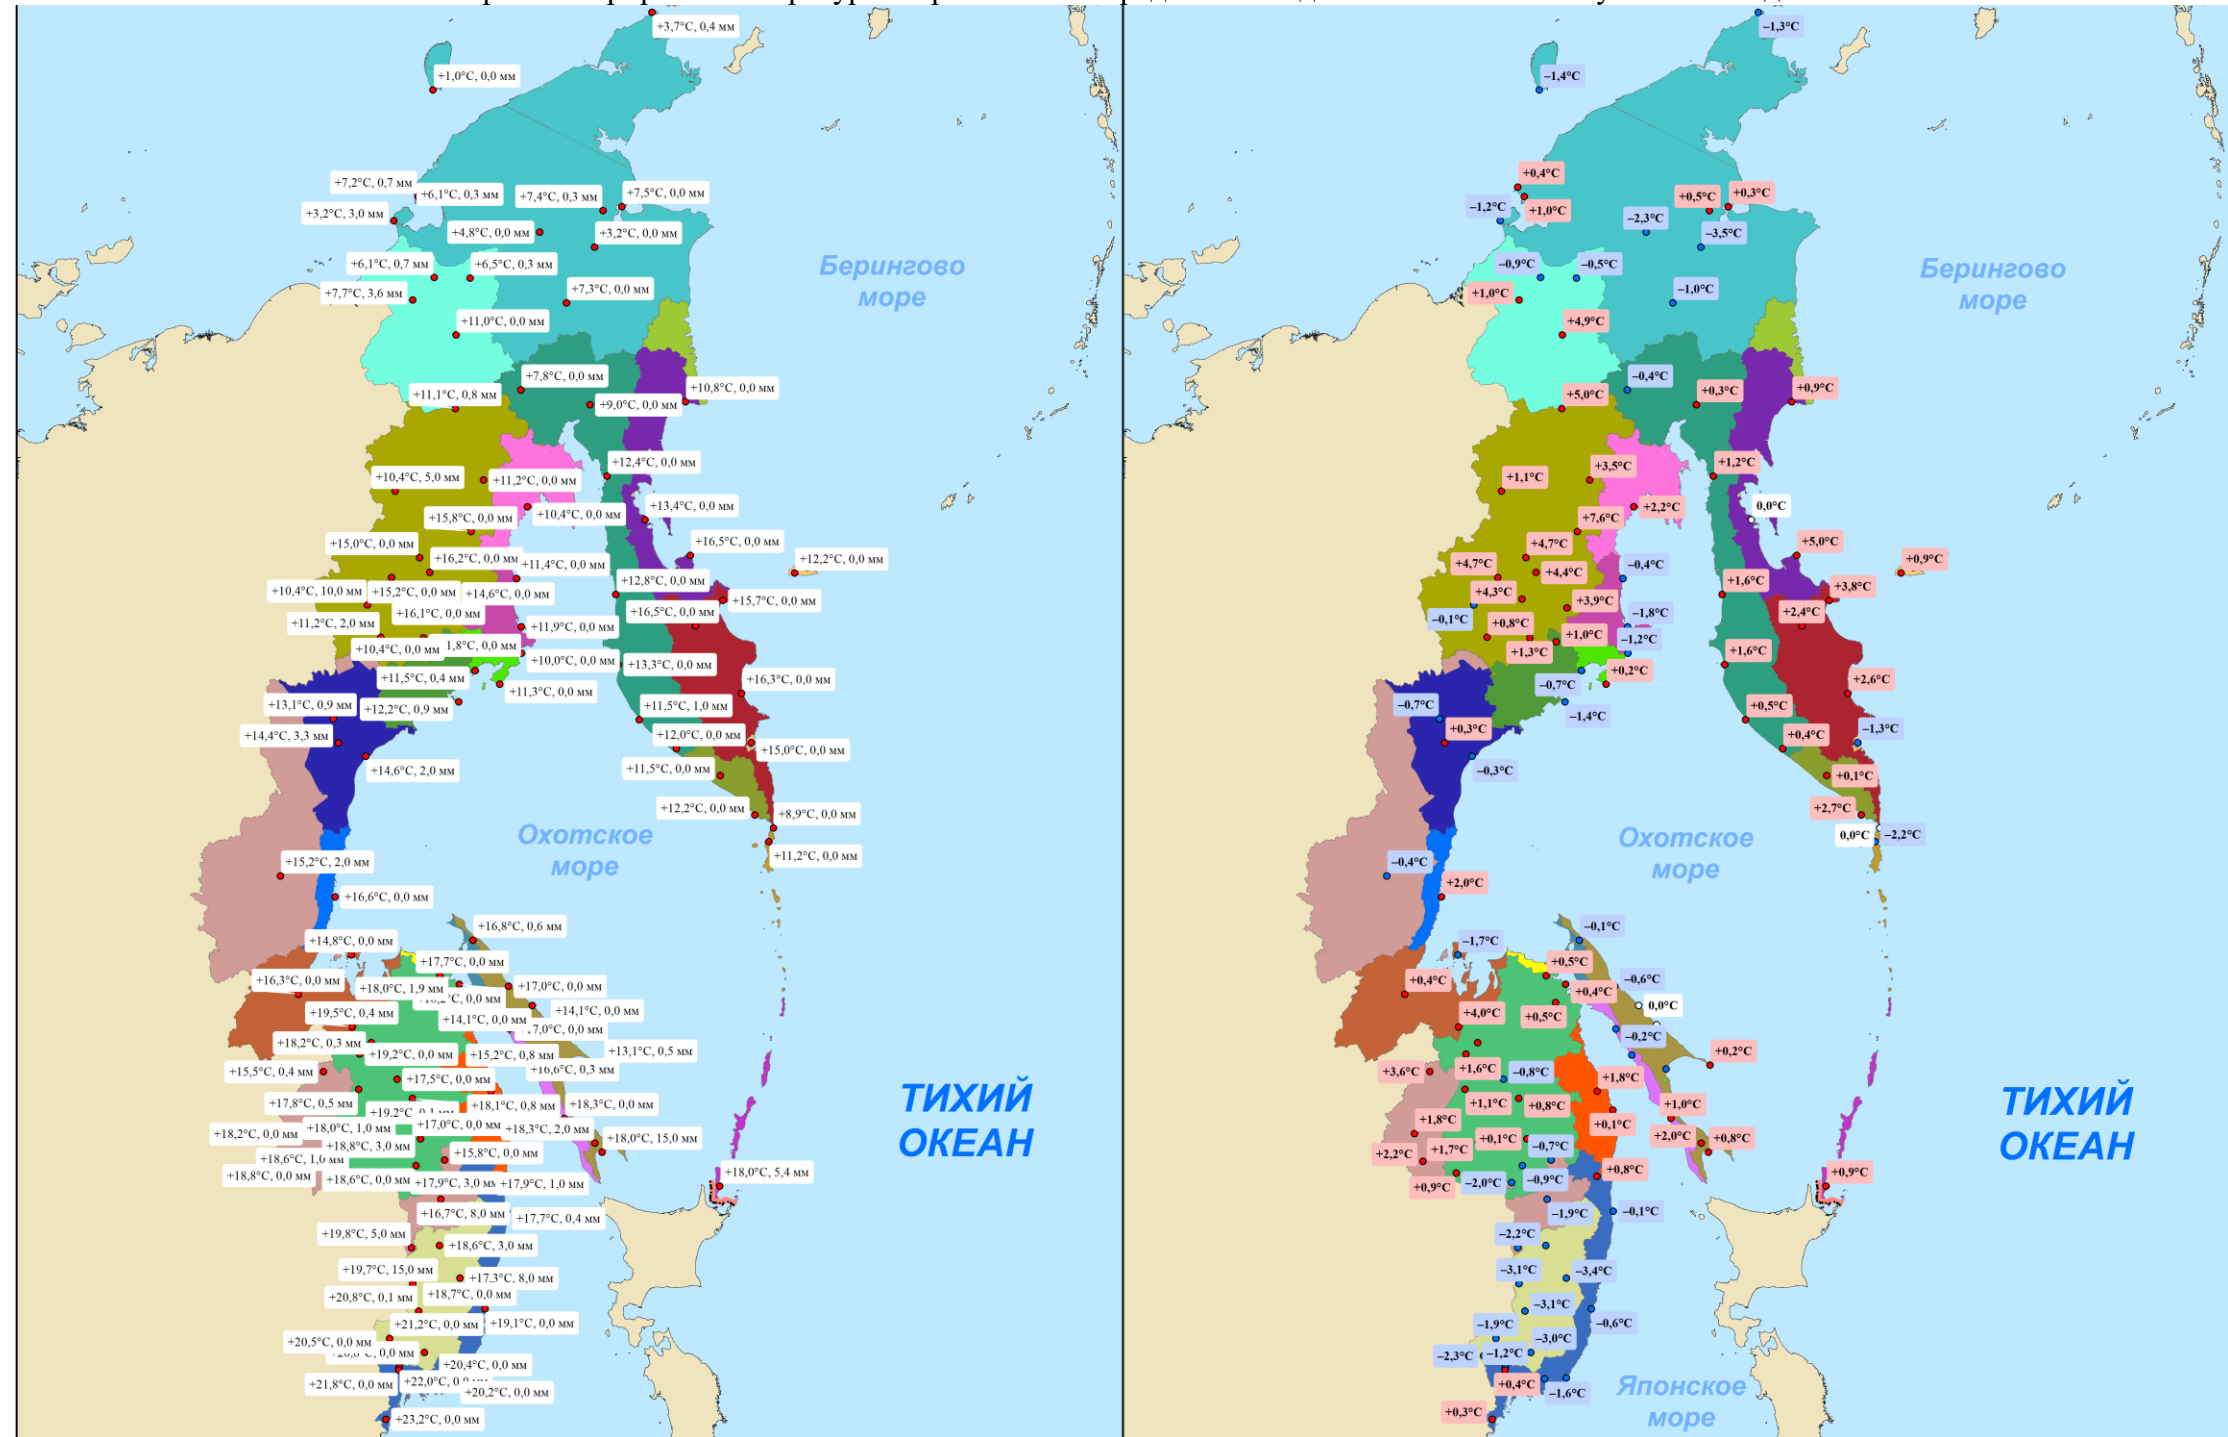 +3,7°C, 0,4 мм
+1,0°C, 0,0 мм
+7,2°C, 0,7 мм
+6,1°C, 0,3 мм
+7,4°C, 0,3 мм
+7,5°C, 0,0 мм
+3,2°C, 3,0 мм
+4,8°C, 0,0 мм
+3,2°C, 0,0 мм
+6,1°C, 0,7 мм
+6,5°C, 0,3 мм
+7,7°C, 3,6 мм
+7,3°C, 0,0 мм
+11,0°C, 0,0 мм
Берингово
море
+7,8°C, 0,0 мм
+11,1°C, 0,8 мм
+10,8°C, 0,0 мм
+9,0°C, 0,0 мм
+12,4°C, 0,0 мм
+10,4°C, 5,0 мм
+11,2°C, 0,0 мм
+13,4°C, 0,0 мм
+10,4°C, 0,0 мм
+15,8°C, 0,0 мм
+15,0°C, 0,0 мм
+16,5°C, 0,0 мм
+16,2°C, 0,0 мм
+11,4°C, 0,0 мм
+12,2°C, 0,0 мм
+12,8°C, 0,0 мм
+10,4°C, 10,0 мм
+15,2°C, 0,0 мм
+14,6°C, 0,0 мм
+15,7°C, 0,0 мм
+16,1°C, 0,0 мм
+16,5°C, 0,0 мм
+11,2°C, 2,0 мм
+11,9°C, 0,0 мм
+10,4°C, 0,0 мм
1,8°C, 0,0 мм
+10,0°C, 0,0 мм
+13,3°C, 0,0 мм
+11,5°C, 0,4 мм
+11,3°C, 0,0 мм
+16,3°C, 0,0 мм
+13,1°C, 0,9 мм
+12,2°C, 0,9 мм
+11,5°C, 1,0 мм
+14,4°C, 3,3 мм
+12,0°C, 0,0 мм
+15,0°C, 0,0 мм
+14,6°C, 2,0 мм
+11,5°C, 0,0 мм
+12,2°C, 0,0 мм
+8,9°C, 0,0 мм
Охотское
море
+11,2°C, 0,0 мм
+15,2°C, 2,0 мм
+16,6°C, 0,0 мм
+16,8°C, 0,6 мм
+14,8°C, 0,0 мм
+17,7°C, 0,0 мм
+16,3°C, 0,0 мм
+18,0°C, 1,9 мм
0,0 мм
+17,0°C, 0,0 мм
+19,5°C, 0,4 мм
+14,1°C, 0,0 мм
+14,1°C, 0,0 мм
17,0°C, 0,0 мм
+18,2°C, 0,3 мм
+19,2°C, 0,0 мм
+15,2°C, 0,8 мм
+13,1°C, 0,5 мм
+15,5°C, 0,4 мм
+17,5°C, 0,0 мм
+16,6°C, 0,3 мм
+17,8°C, 0,5 мм
+19,2°C, 0,1 мм
+18,1°C, 0,8 мм
+18,3°C, 0,0 мм
+18,2°C, 0,0 мм
+18,0°C, 1,0 мм
+17,0°C, 0,0 мм
+18,3°C, 2,0 мм
+18,0°C, 15,0 мм
+18,8°C, 3,0 мм
+18,6°C, 1,0 мм
+15,8°C, 0,0 мм
+18,8°C, 0,0 мм
+18,6°C, 0,0 мм
+17,9°C, 3,0 мм
+17,9°C, 1,0 мм
+18,0°C, 5,4 мм
+16,7°C, 8,0 мм
+17,7°C, 0,4 мм
+19,8°C, 5,0 мм
+18,6°C, 3,0 мм
+19,7°C, 15,0 мм
+17,3°C, 8,0 мм
+20,8°C, 0,1 мм
+18,7°C, 0,0 мм
+21,2°C, 0,0 мм
+19,1°C, 0,0 мм
+20,5°C, 0,0 мм
0,0 мм
+20,4°C, 0,0 мм
+21,8°C, 0,0 мм
+22,0°C,
+20,2°C, 0,0 мм
+23,2°C, 0,0 мм
ТИХИЙ
ОКЕАН
–1,3°C
–1,4°C
+0,4°C
–1,2°C
+1,0°C
+0,5°C
+0,3°C
–2,3°C
–3,5°C
–0,9°C
–0,5°C
+1,0°C
–1,0°C
+4,9°C
Берингово
море
–0,4°C
+5,0°C
+0,3°C
+0,9°C
+1,2°C
+1,1°C
+3,5°C
+2,2°C
0,0°C
+7,6°C
+4,7°C
+5,0°C
+4,7°C
+4,4°C
–0,4°C
+0,9°C
+1,6°C
+4,3°C
+3,8°C
+3,9°C
+2,4°C
–0,1°C
+0,8°C
–1,8°C
+1,0°C
–1,2°C
+1,3°C
+1,6°C
–0,7°C
+0,2°C
+2,6°C
–0,7°C
–1,4°C
+0,5°C
+0,3°C
+0,4°C
–1,3°C
–0,3°C
+0,1°C
+2,7°C
0,0°C
–2,2°C
Охотское
море
–0,4°C
+2,0°C
–0,1°C
–1,7°C
+0,5°C
+0,4°C
+0,4°C
–0,6°C
+4,0°C
+0,5°C
0,0°C
–0,2°C
+0,2°C
+3,6°C
+1,6°C
–0,8°C
+1,8°C
+1,1°C
+0,8°C
+1,0°C
+1,8°C
+0,1°C
+0,1°C
+2,0°C
+0,8°C
+2,2°C
+1,7°C
–0,7°C
+0,8°C
+0,9°C
–2,0°C
–0,9°C
+0,9°C
–1,9°C
–0,1°C
–2,2°C
–3,1°C
–3,4°C
–3,1°C
–0,6°C
–1,9°C
–3,0°C
–2,3°C
–1,2°C
+0,4°C
–1,6°C
+0,3°C
ТИХИЙ
ОКЕАН
Японское
море